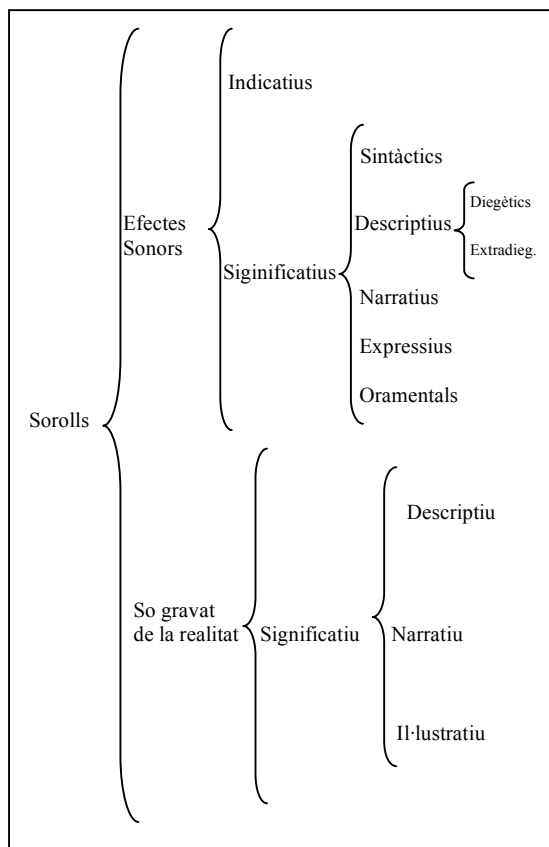 Indicatius
Sintàctics
Diegètics
Efectes
Sonors
Descriptius
Extradieg.
Siginificatius
Narratius
Expressius
Oramentals
Sorolls
Descriptiu
So gravat
de la realitat
Significatiu
Narratiu
Il·lustratiu